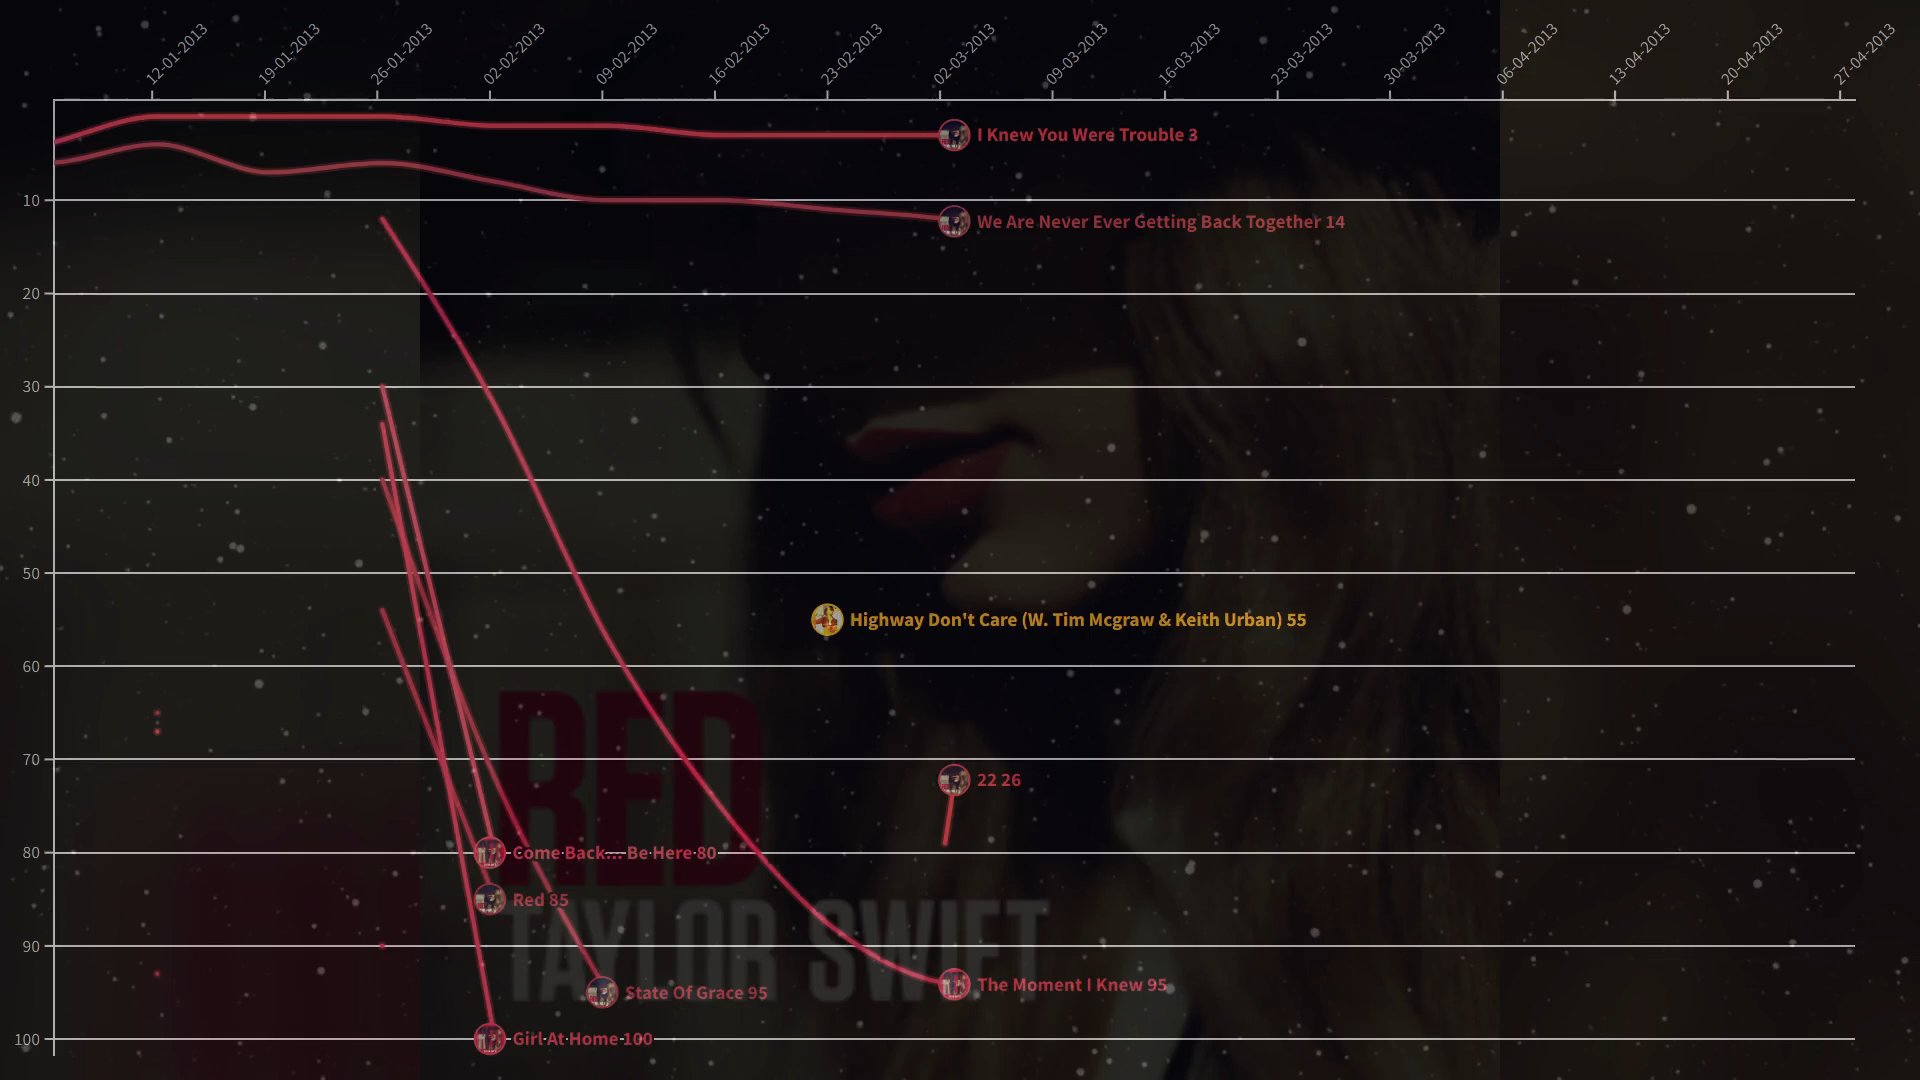 12-01-2013
19-01-2013
26-01-2013
02-02-2013
09-02-2013
16-02-2013
23-02-2013
02-03-2013
09-03-2013
16-03-2013
23-03-2013
30-03-2013
06-04-2013
13-04-2013
20-04-2013
27-04-2013
I Knew You Were Trouble 3
10
We Are Never Ever Getting Back Together 14
20
30
40
50
Highway Don't Care (W. Tim Mcgraw & Keith Urban) 55
60
RED
70
22 26
80
Come Back... Be Here 80
Red 85
TAYLOR SWIFT
90
The Moment I Knew 95
State Of Grace 95
100
Girl At Home 100